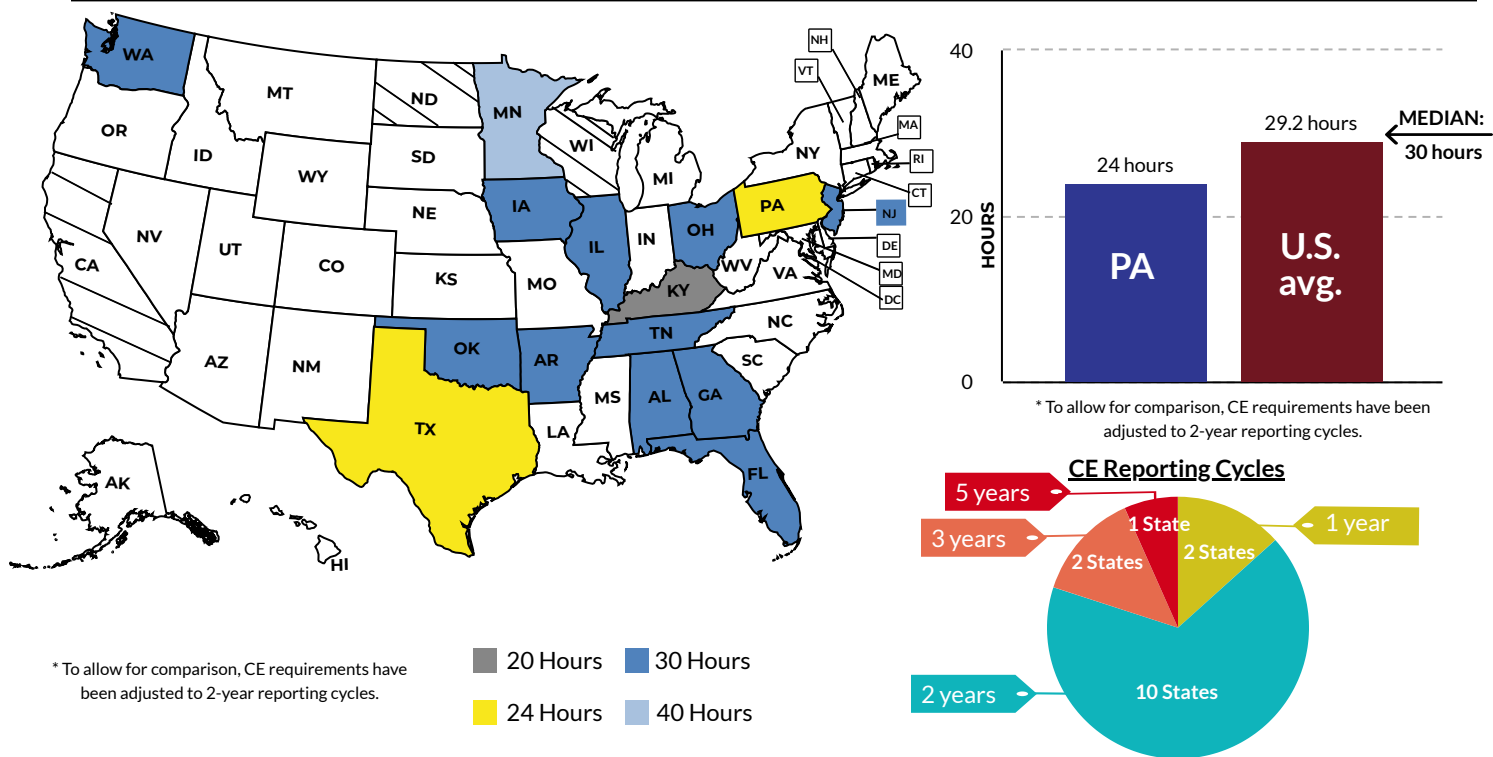 WA
MT
ND
MN
OR
ID
WY
SD
WI
MI
NY
ME
NH
VT
MA
RI
CT
NJ
DE
MD
DC
NV
UT
CO
CA
NE
IA
KS
MO
IL
IN
OH
PA
WV
VA
KY
NC
TN
SC
AZ
NM
OK
AR
TX
LA
MS
AL
GA
FL
AK
HI
* To allow for comparison, CE requirements have
been adjusted to 2-year reporting cycles.
20 Hours
30 Hours
24 Hours
40 Hours
40
20
0
HOURS
24 hours
29.2 hours
MEDIAN:
30 hours
PA
U.S.
avg.
* To allow for comparison, CE requirements have been
adjusted to 2-year reporting cycles.
CE Reporting Cycles
5 years
3 years
1 year
2 years
1 State
2 States
2 States
10 States